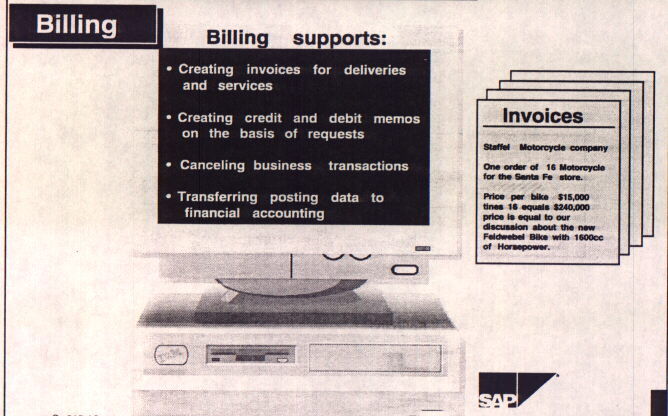 Billing
Billing supports:
• Creating invoices for deliveries
and services
• Creating credit and debit memos
on the basis of requests
• Canceling business transactions
• Transferring posting data to
financial accounting
Invoices
Staffel Motorcycle company
One order of 16 Motorcycle
for the Santa Fe store.
Price per bike $15,000
tines 16 equals $240,000
price is equal to our
discussion about the new
Feldwebel Bike with 1600cc
of Horsepower.
SAP